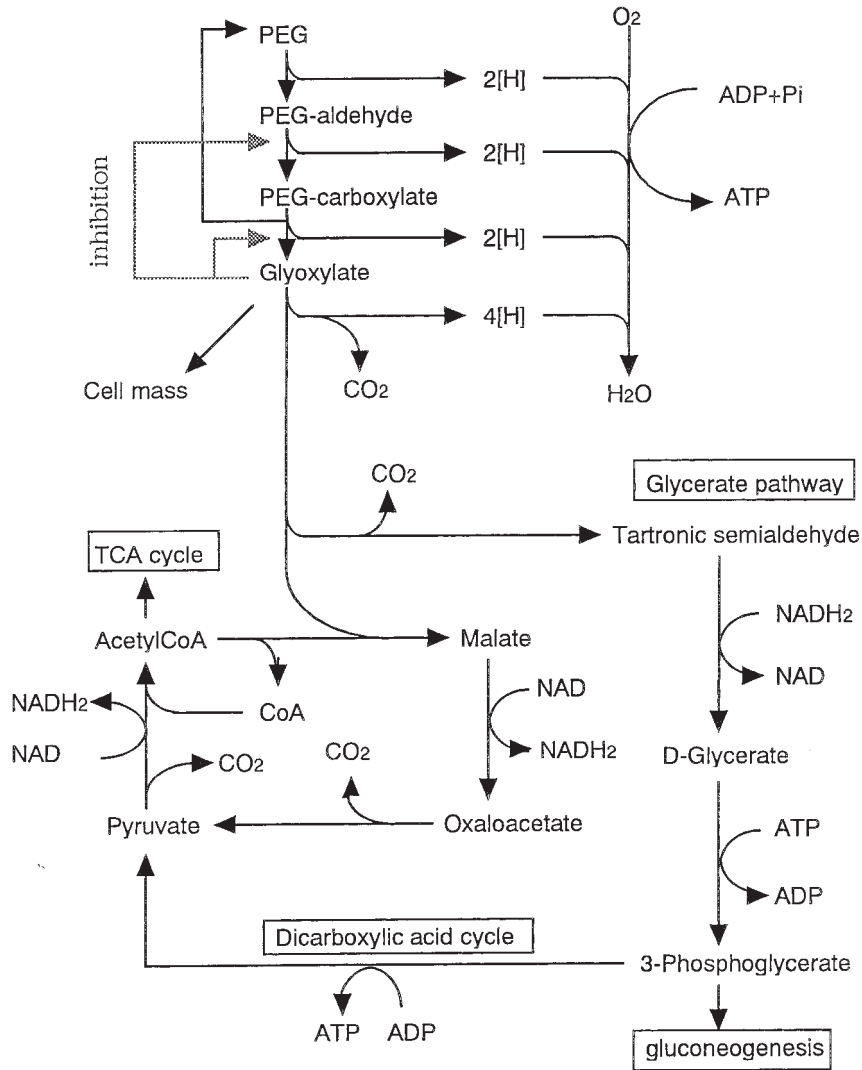 O2
PEG
2[H]
ADP+Pi
PEG-aldehyde
2[H]
inhibition
PEG-carboxylate
ATP
2[H]
Glyoxylate
4[H]
Cell mass
CO2
H2O
CO2
Glycerate pathway
Tartronic semialdehyde
TCA cycle
NADH2
AcetylCoA
Malate
NAD
NAD
NADH2
CoA
NADH2
NAD
CO2
CO2
D-Glycerate
Pyruvate
Oxaloacetate
ATP
ADP
Dicarboxylic acid cycle
3-Phosphoglycerate
ATP
ADP
gluconeogenesis